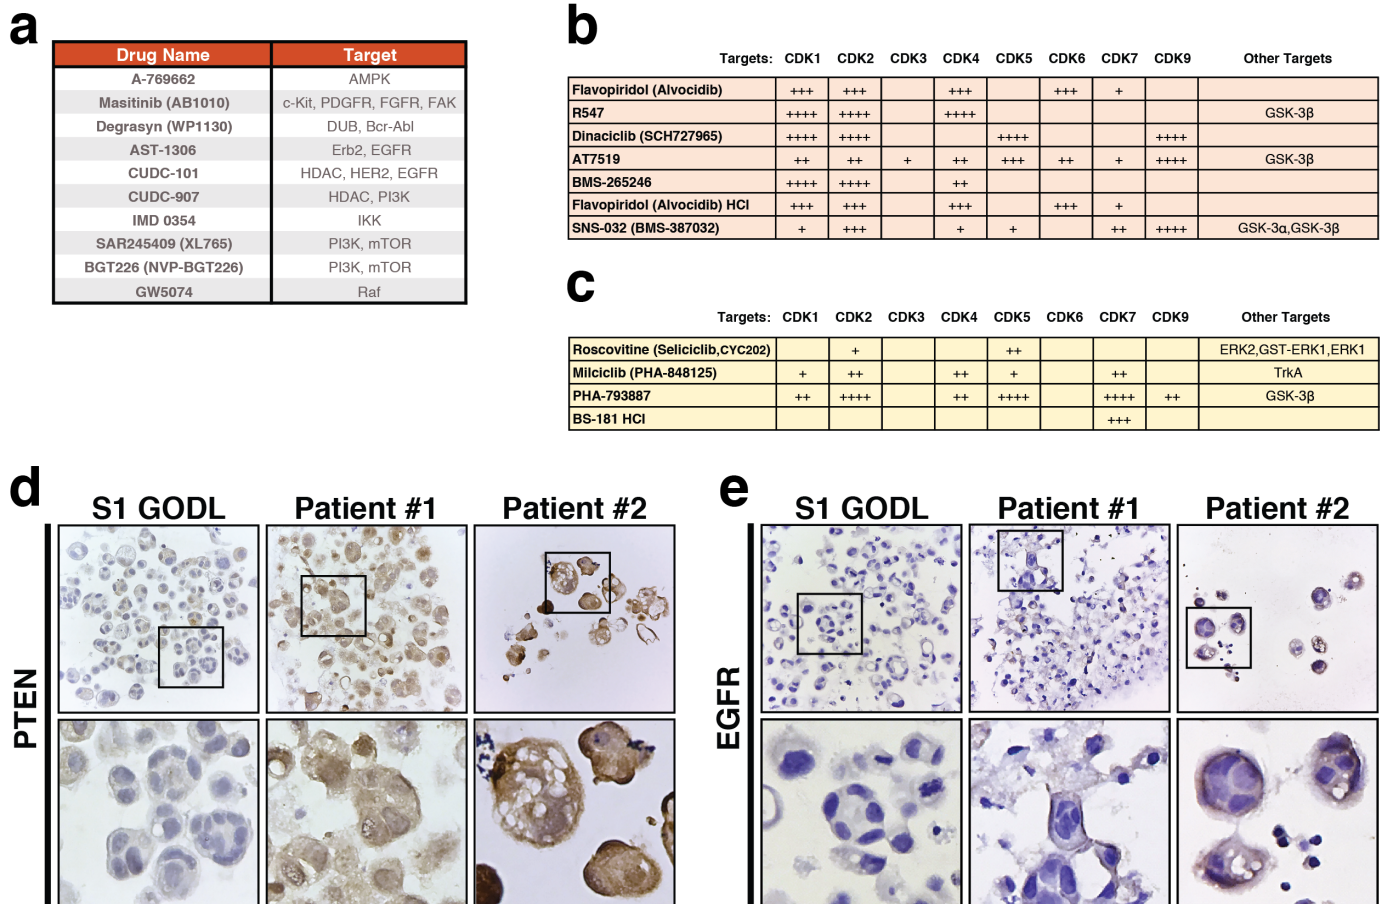 a
Drug Name Target
A-769662 AMPK
Masitinib (AB1010) c-Kit, PDGFR, FGFR, FAK
Degrasyn (WP1130) DUB, Bcr-Abl
AST-1306 Erb2, EGFR
CUDC-101 HDAC, HER2, EGFR
CUDC-907 HDAC, PI3K
IMD 0354 IKK
SAR245409 (XL765) PI3K, mTOR
BGT226 (NVP-BGT226) PI3K, mTOR
GW5074 Raf
b
Targets: CDK1 CDK2 CDK3 CDK4 CDK5 CDK6 CDK7 CDK9 Other Targets
Flavopiridol (Alvocidib) +++ +++ +++ +++ +
R547 ++++ ++++ ++++ GSK-3β
Dinaciclib (SCH727965) ++++ ++++ ++++ ++++
AT7519 ++ ++ + ++ +++ ++ + ++++ GSK-3β
BMS-265246 ++++ ++++ ++
Flavopiridol (Alvocidib) HCl +++ +++ +++ +++ +
SNS-032 (BMS-387032) + +++ + + ++ ++++ GSK-3α,GSK-3β
c
Targets: CDK1 CDK2 CDK3 CDK4 CDK5 CDK6 CDK7 CDK9 Other Targets
Roscovitine (Seliciclib,CYC202) + ++ ERK2,GST-ERK1,ERK1
Milciclib (PHA-848125) + ++ ++ + ++ TrkA
PHA-793887 ++ ++++ ++ ++++ ++++ ++ GSK-3β
BS-181 HCl +++
d
S1 GODL Patient #1 Patient #2
PTEN
e
S1 GODL Patient #1 Patient #2
EGFR